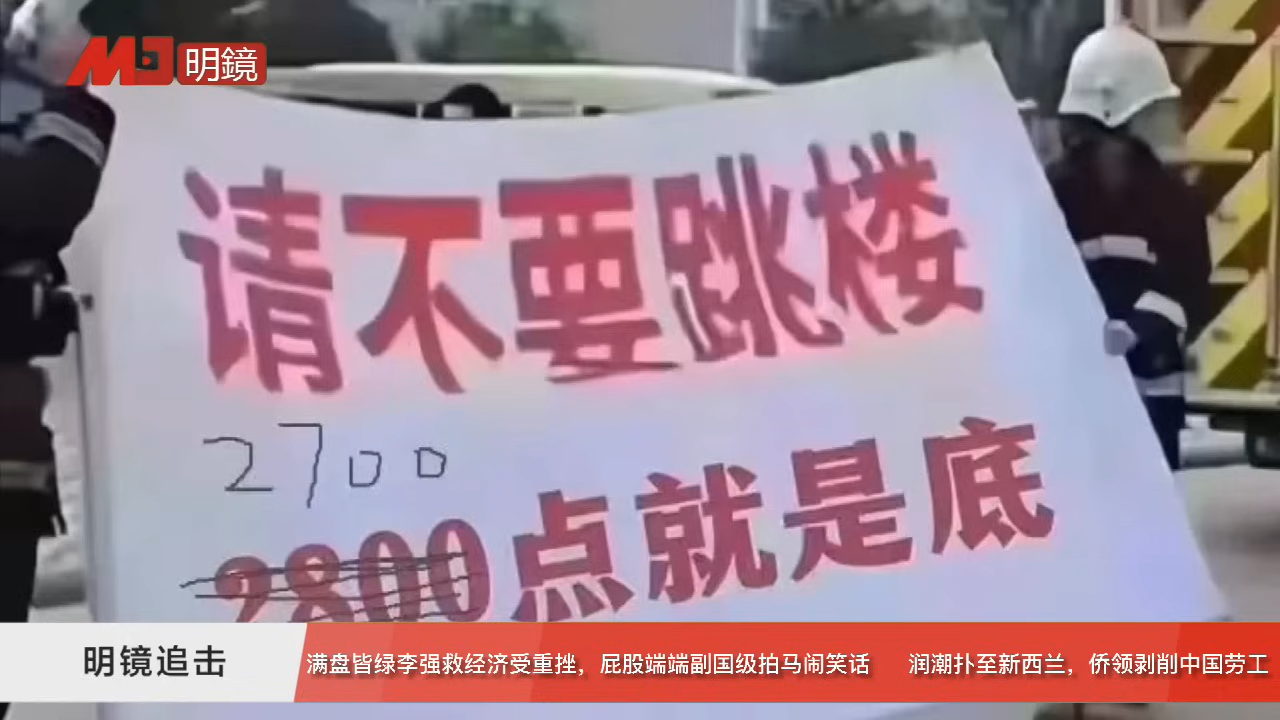 明鏡
请不要跳楼
2700
2800点就是底
明镜追击
满盘皆绿李强救经济受重挫，屁股端端副国级拍马闹笑话 润潮扑至新西兰，侨领剥削中国劳工